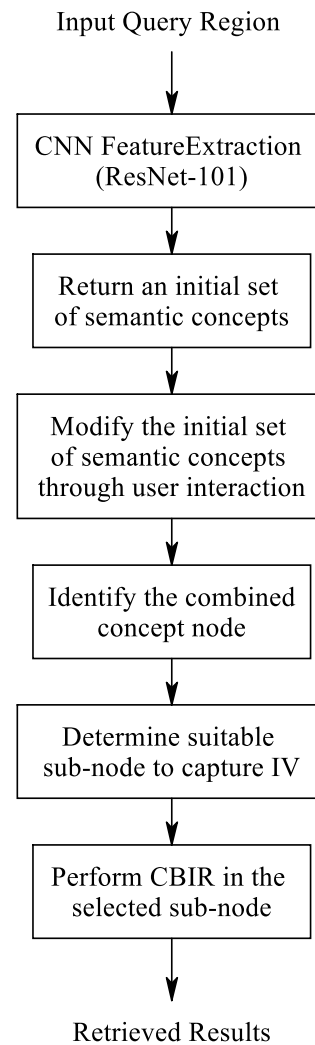 Input Query Region
CNN FeatureExtraction
(ResNet-101)
Return an initial set
of semantic concepts
Modify the initial set
of semantic concepts
through user interaction
Identify the combined
concept node
Determine suitable
sub-node to capture IV
Perform CBIR in the
selected sub-node
Retrieved Results